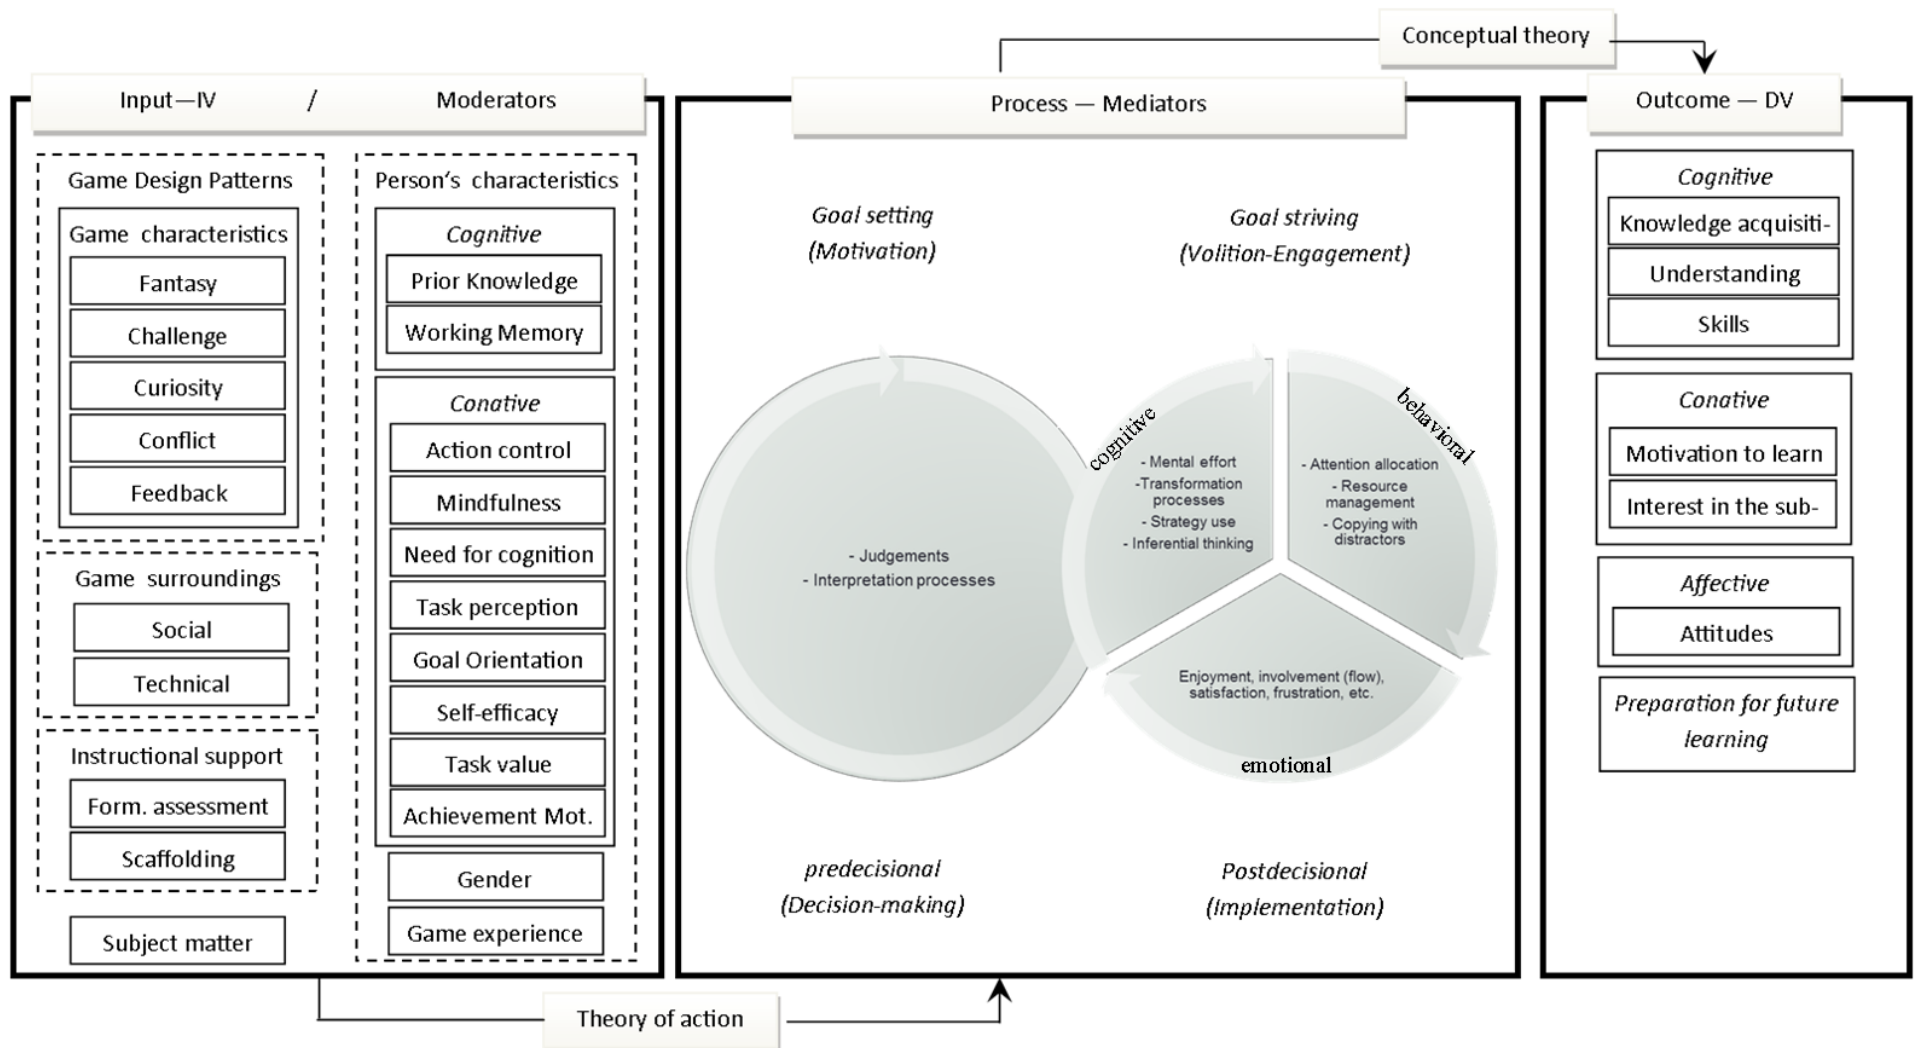 Conceptual theory
Input—IV / Moderators
Game Design Patterns
Game characteristics
Fantasy
Challenge
Curiosity
Conflict
Feedback
Game surroundings
Social
Technical
Instructional support
Form. assessment
Scaffolding
Subject matter
Person's characteristics
Cognitive
Prior Knowledge
Working Memory
Conative
Action control
Mindfulness
Need for cognition
Task perception
Goal Orientation
Self-efficacy
Task value
Achievement Mot.
Gender
Game experience
Process — Mediators
Goal setting
(Motivation)
Goal striving
(Volition-Engagement)
- Judgements
- Interpretation processes
cognitive
- Mental effort
-Transformation
processes
- Strategy use
- Inferential thinking
behavioral
- Attention allocation
- Resource
management
- Copying with
distractors
Enjoyment, involvement (flow),
satisfaction, frustration, etc.
emotional
predecisional
(Decision-making)
Postdecisional
(Implementation)
Outcome — DV
Cognitive
Knowledge acquisiti-
Understanding
Skills
Conative
Motivation to learn
Interest in the sub-
Affective
Attitudes
Preparation for future
learning
Theory of action